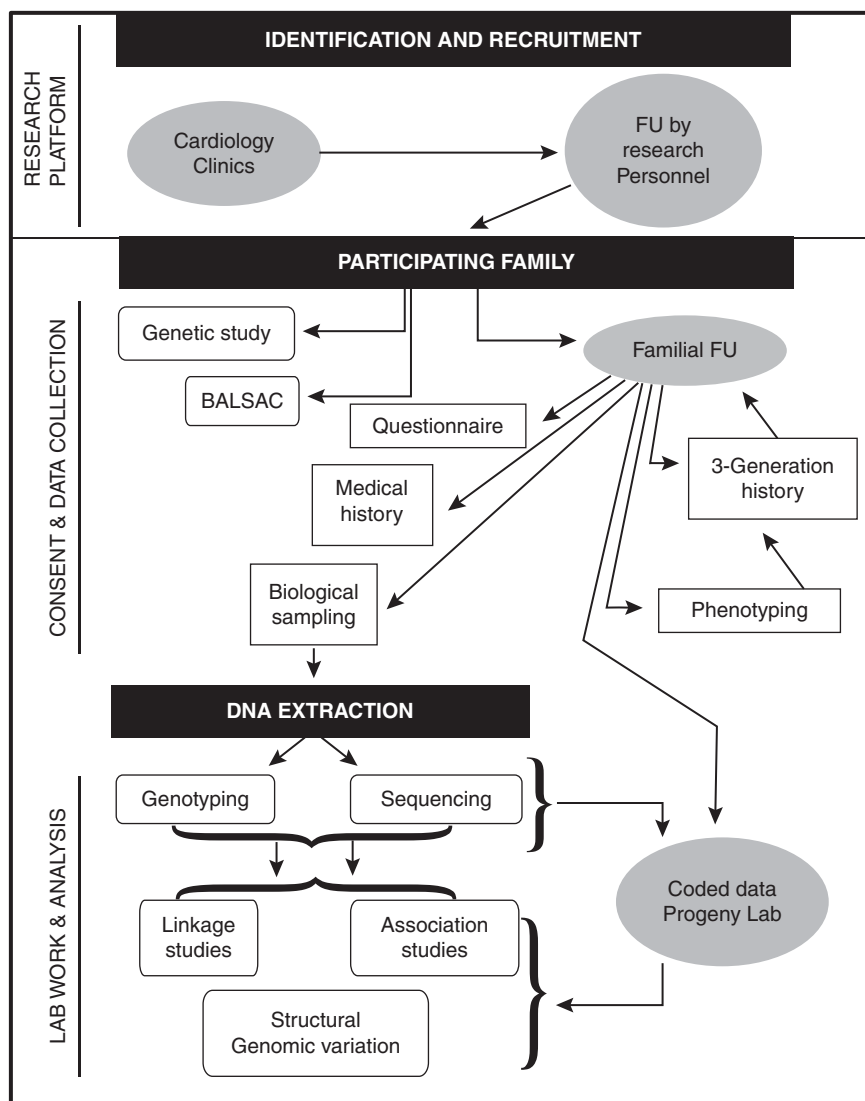 IDENTIFICATION AND RECRUITMENT
RESEARCH
PLATFORM
Cardiology
Clinics
FU by
research
Personnel
PARTICIPATING FAMILY
CONSENT & DATA COLLECTION
Genetic study
BALSAC
Familial FU
Questionnaire
Medical
history
3-Generation
history
Biological
sampling
Phenotyping
DNA EXTRACTION
LAB WORK & ANALYSIS
Genotyping
Sequencing
Coded data
Progeny Lab
Linkage
studies
Association
studies
Structural
Genomic variation